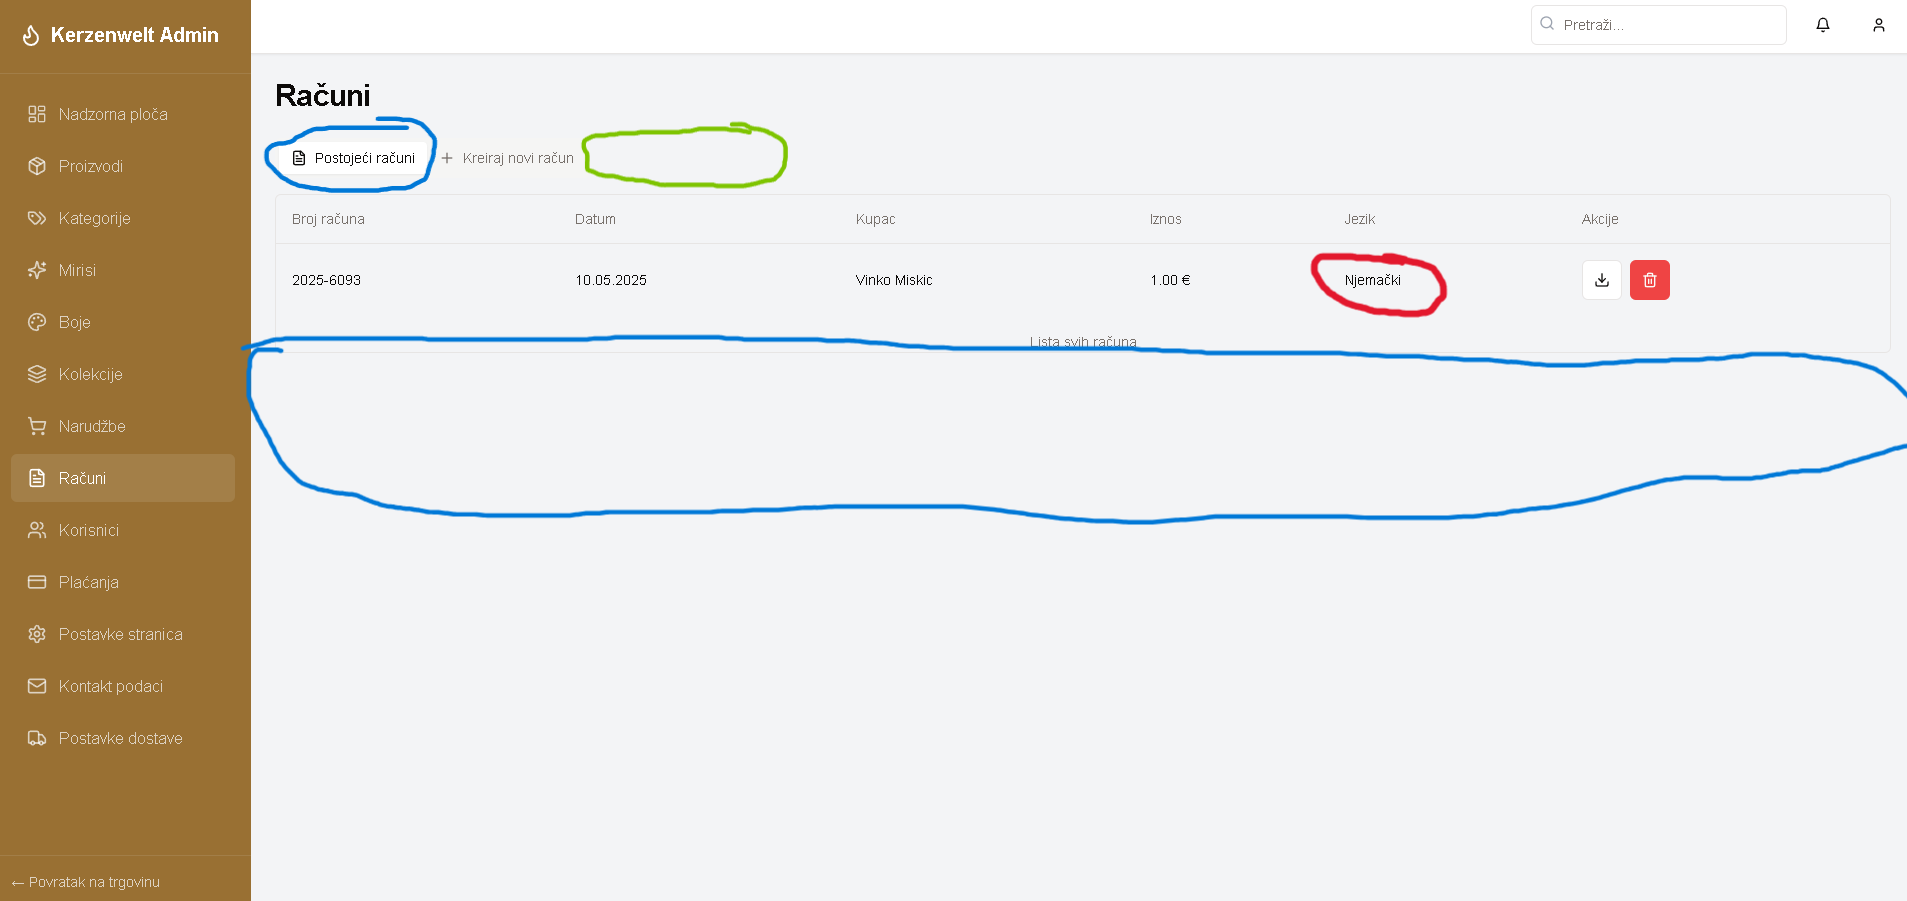 Kerzenwelt Admin
Pretraži...
Nadzorna ploča
Proizvodi
Kategorije
Mirisi
Boje
Kolekcije
Narudžbe
Računi
Korisnici
Plaćanja
Postavke stranica
Kontakt podaci
Postavke dostave
← Povratak na trgovinu
Računi
Postojeći računi
+ Kreiraj novi račun
Broj računa Datum Kupac Iznos Jezik Akcije
2025-6093 10.05.2025 Vinko Miskic 1.00 € Njemački
Lista svih računa